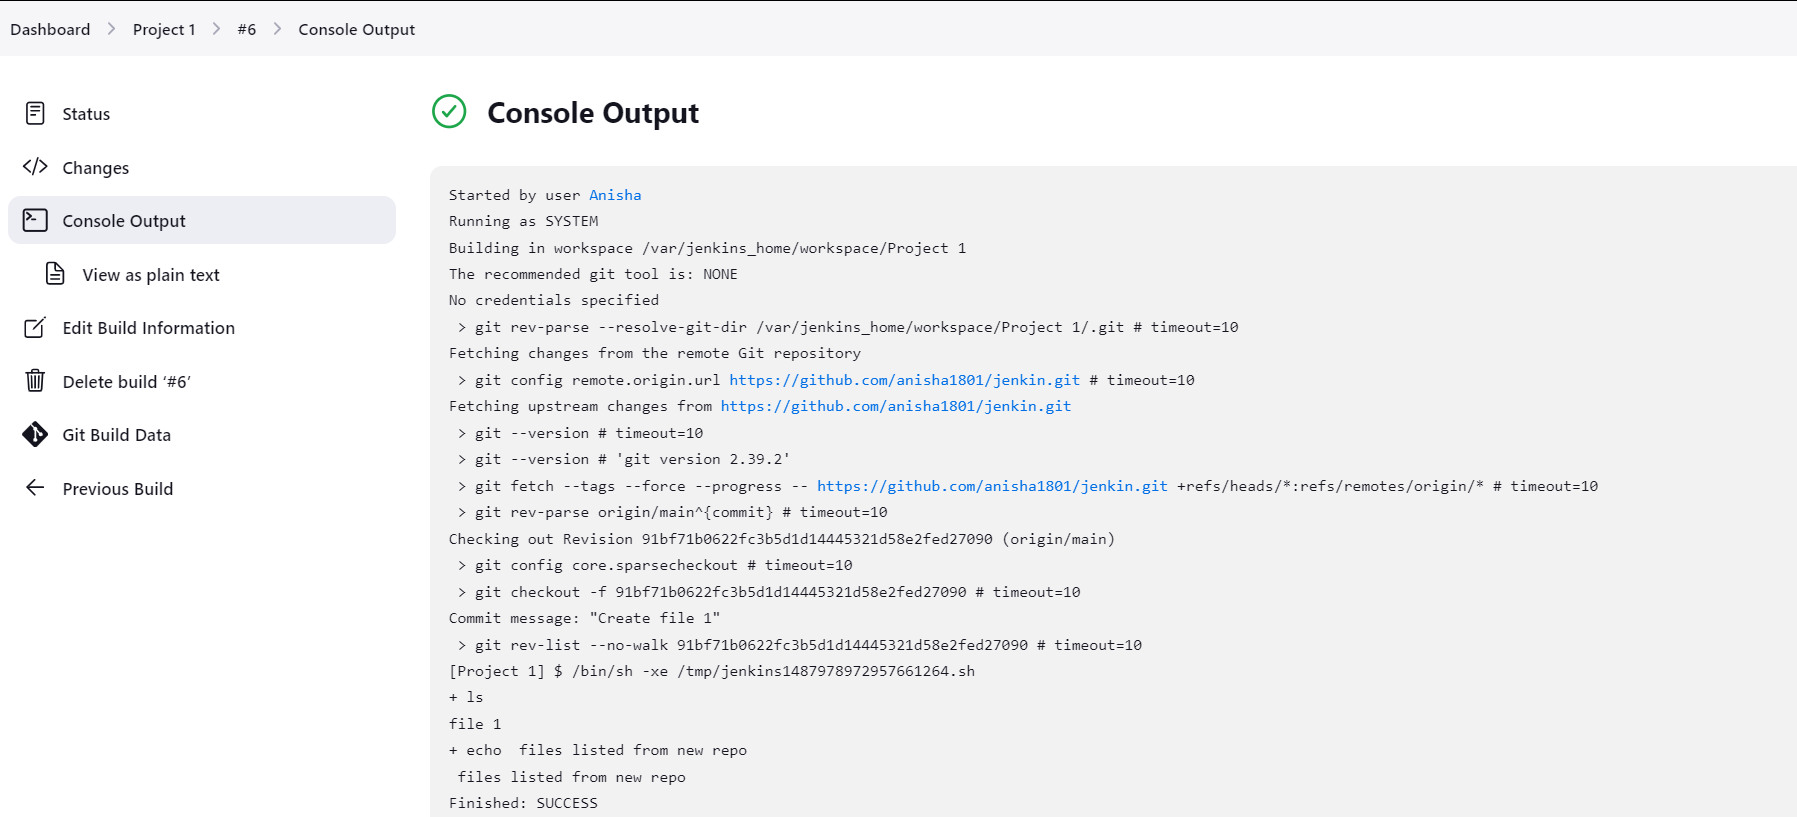 Dashboard > Project 1 > #6 > Console Output
Status
Changes
Console Output
View as plain text
Edit Build Information
Delete build ‘#6’
Git Build Data
Previous Build
Console Output
Started by user Anisha
Running as SYSTEM
Building in workspace /var/jenkins_home/workspace/Project 1
The recommended git tool is: NONE
No credentials specified
 > git rev-parse --resolve-git-dir /var/jenkins_home/workspace/Project 1/.git # timeout=10
Fetching changes from the remote Git repository
 > git config remote.origin.url https://github.com/anisha1801/jenkin.git # timeout=10
Fetching upstream changes from https://github.com/anisha1801/jenkin.git
 > git --version # timeout=10
 > git --version # 'git version 2.39.2'
 > git fetch --tags --force --progress -- https://github.com/anisha1801/jenkin.git +refs/heads/*:refs/remotes/origin/* # timeout=10
 > git rev-parse origin/main^{commit} # timeout=10
Checking out Revision 91bf71b0622fc3b5d1d14445321d58e2fed27090 (origin/main)
 > git config core.sparsecheckout # timeout=10
 > git checkout -f 91bf71b0622fc3b5d1d14445321d58e2fed27090 # timeout=10
Commit message: "Create file 1"
 > git rev-list --no-walk 91bf71b0622fc3b5d1d14445321d58e2fed27090 # timeout=10
[Project 1] $ /bin/sh -xe /tmp/jenkins1487978972957661264.sh
+ ls
file 1
+ echo  files listed from new repo
 files listed from new repo
Finished: SUCCESS